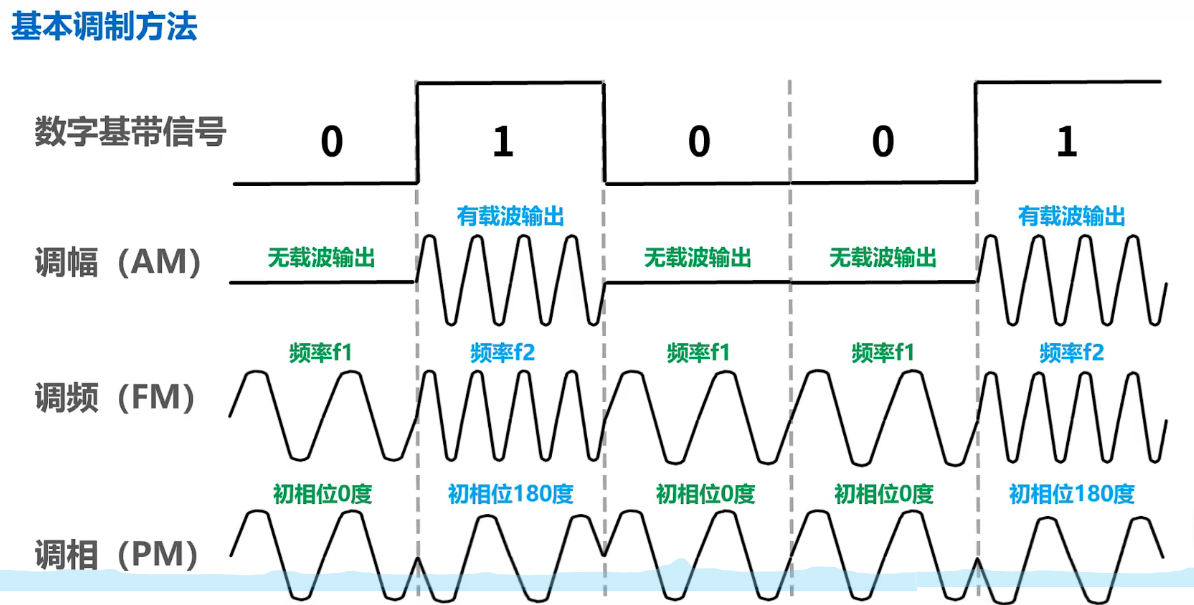 基本调制方法
数字基带信号 0 1 0 0 1
有载波输出 有载波输出
调幅（AM） 无载波输出 无载波输出 无载波输出
频率f1 频率f2 频率f1 频率f1 频率f2
调频（FM）
初相位0度 初相位180度 初相位0度 初相位0度 初相位180度
调相（PM）